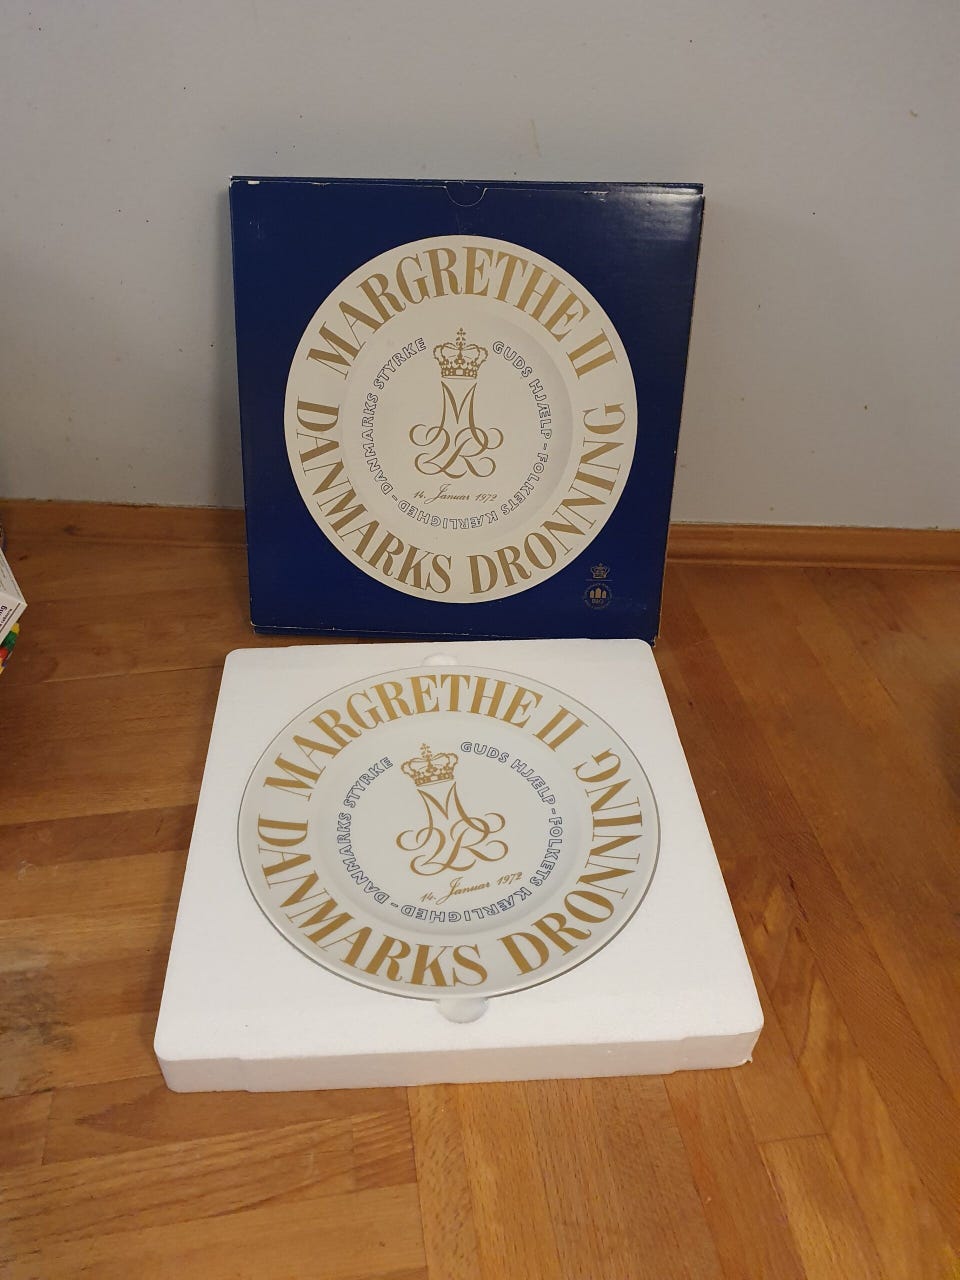 MARGRETHE II
DANMARKS DRONNING
GUDS HJÆLP - FOLKETS KÆRLIGHED - DANMARKS STYRKE
14. Januar 1972
B&G
MARGRETHE II
DANMARKS DRONNING
GUDS HJÆLP - FOLKETS KÆRLIGHED - DANMARKS STYRKE
14. Januar 1972